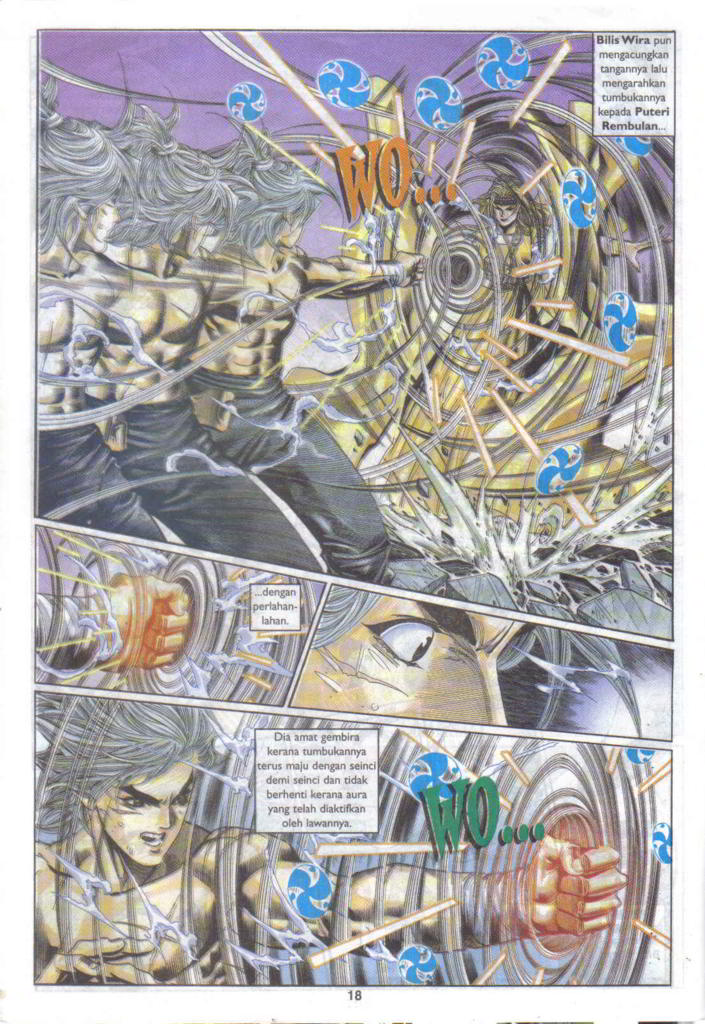 Bilis Wira pun
mengacungkan
tangannya lalu
mengarahkan
tumbukannya
kepada Puteri
Rembulan...
WO...
...dengan
perlahan-
lahan.
Dia amat gembira
kerana tumbukannya
terus maju dengan seinci
demi seinci dan tidak
berhenti kerana aura
yang telah diaktifkan
oleh lawannya.
WO....
18